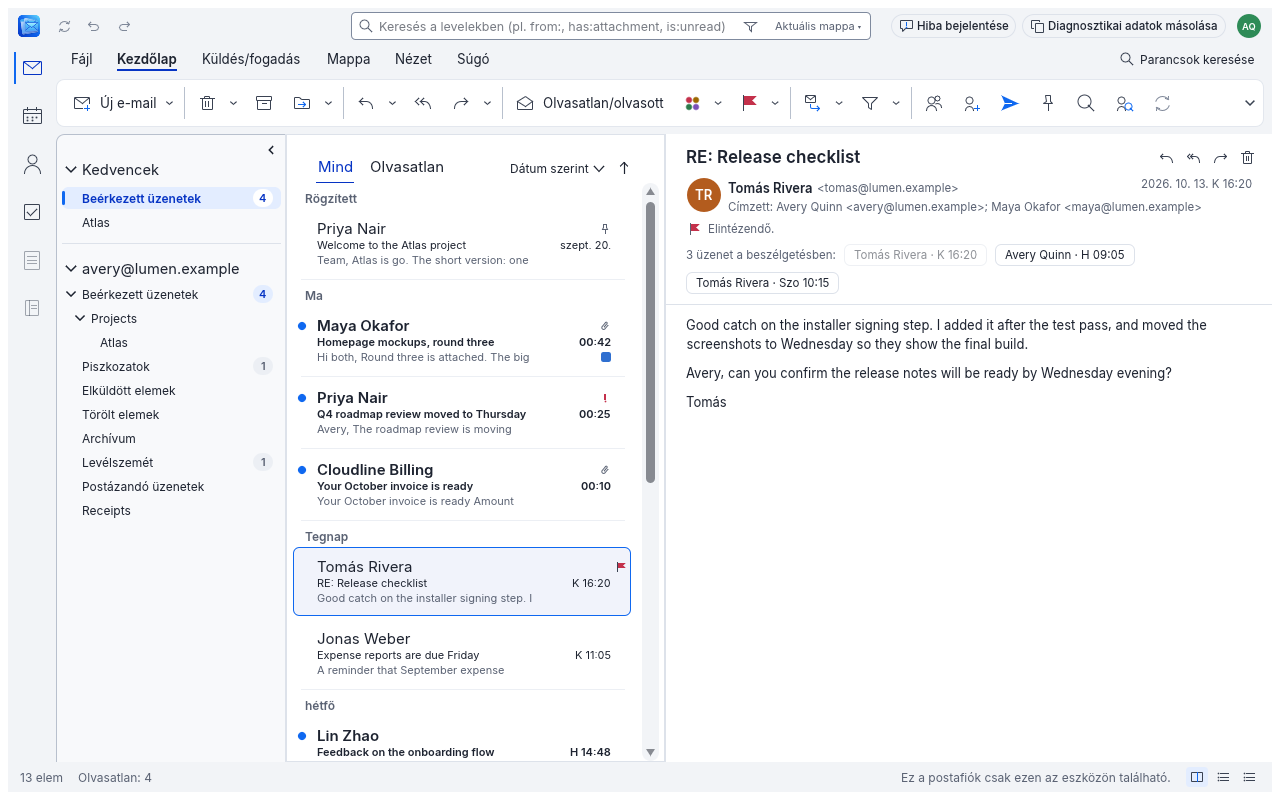 Keresés a levelekben (pl. from:, has:attachment, is:unread)
Aktuális mappa
Hiba bejelentése
Diagnosztikai adatok másolása
AQ
Fájl
Kezdőlap
Küldés/fogadás
Mappa
Nézet
Súgó
Parancsok keresése
Új e-mail
Olvasatlan/olvasott
Kedvencek
Beérkezett üzenetek 4
Atlas
avery@lumen.example
Beérkezett üzenetek 4
Projects
Atlas
Piszkozatok 1
Elküldött elemek
Törölt elemek
Archívum
Levélszemét 1
Postázandó üzenetek
Receipts
Mind
Olvasatlan
Dátum szerint
Rögzített
Priya Nair
Welcome to the Atlas project szept. 20.
Team, Atlas is go. The short version: one
Ma
Maya Okafor
Homepage mockups, round three 00:42
Hi both, Round three is attached. The big
Priya Nair
Q4 roadmap review moved to Thursday 00:25
Avery, The roadmap review is moving
Cloudline Billing
Your October invoice is ready 00:10
Your October invoice is ready Amount
Tegnap
Tomás Rivera
RE: Release checklist K 16:20
Good catch on the installer signing step. I
Jonas Weber
Expense reports are due Friday K 11:05
A reminder that September expense
hétfő
Lin Zhao
Feedback on the onboarding flow H 14:48
RE: Release checklist
TR
Tomás Rivera <tomas@lumen.example>
2026. 10. 13. K 16:20
Címzett: Avery Quinn <avery@lumen.example>; Maya Okafor <maya@lumen.example>
Elintézendő.
3 üzenet a beszélgetésben:
Tomás Rivera · K 16:20
Avery Quinn · H 09:05
Tomás Rivera · Szo 10:15
Good catch on the installer signing step. I added it after the test pass, and moved the
screenshots to Wednesday so they show the final build.
Avery, can you confirm the release notes will be ready by Wednesday evening?
Tomás
13 elem
Olvasatlan: 4
Ez a postafiók csak ezen az eszközön található.